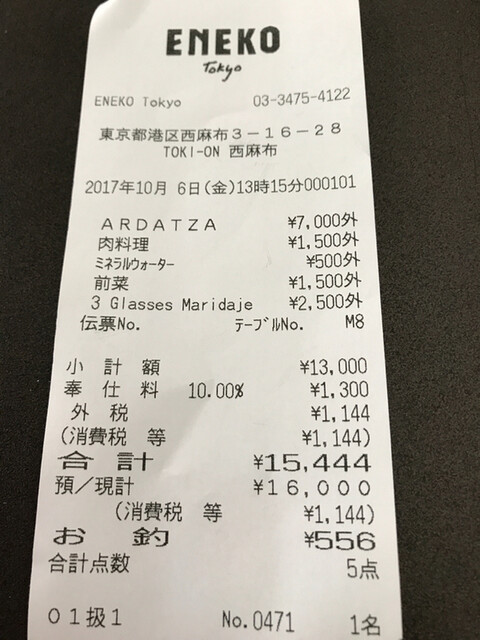 ENEKO
Tokyo
ENEKO Tokyo 03-3475-4122
東京都港区西麻布3-16-28
TOKI-ON 西麻布
2017年10月 6日(金)13時15分000101
ARDATZA ¥7,000外
肉料理 ¥1,500外
ﾐﾈﾗﾙｳｫｰﾀｰ ¥500外
前菜 ¥1,500外
3 Glasses Maridaje ¥2,500外
伝票No. ﾃｰﾌﾞﾙNo. M8
小計額 ¥13,000
奉仕料 10.00% ¥1,300
外税 ¥1,144
(消費税 等 ¥1,144)
合計 ¥15,444
預/現計 ¥16,000
(消費税 等 ¥1,144)
お釣 ¥556
合計点数 5点
01扱1 No.0471 1名